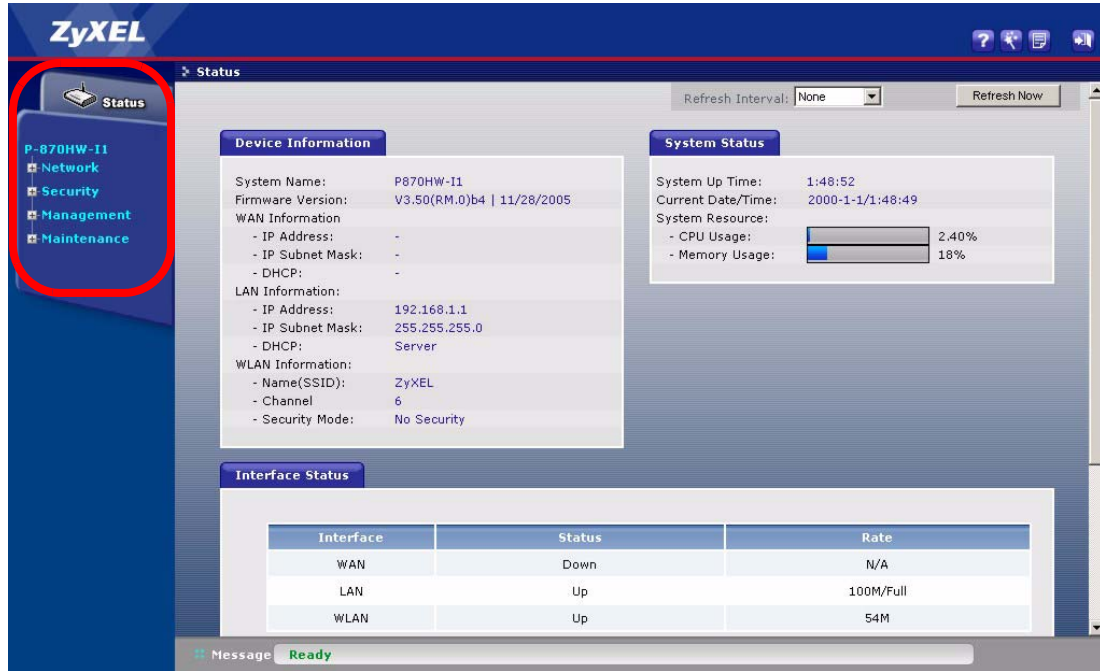 ZyXEL
?
Status
P-870HW-I1
Network
Security
Management
Maintenance
Status
Refresh Interval: None Refresh Now
Device Information
System Name: P870HW-I1
Firmware Version: V3.50(RM.0)b4 | 11/28/2005
WAN Information
- IP Address: -
- IP Subnet Mask: -
- DHCP: -
LAN Information:
- IP Address: 192.168.1.1
- IP Subnet Mask: 255.255.255.0
- DHCP: Server
WLAN Information:
- Name(SSID): ZyXEL
- Channel 6
- Security Mode: No Security
System Status
System Up Time: 1:48:52
Current Date/Time: 2000-1-1/1:48:49
System Resource:
- CPU Usage: 2.40%
- Memory Usage: 18%
Interface Status
Interface Status Rate
WAN Down N/A
LAN Up 100M/Full
WLAN Up 54M
Message Ready